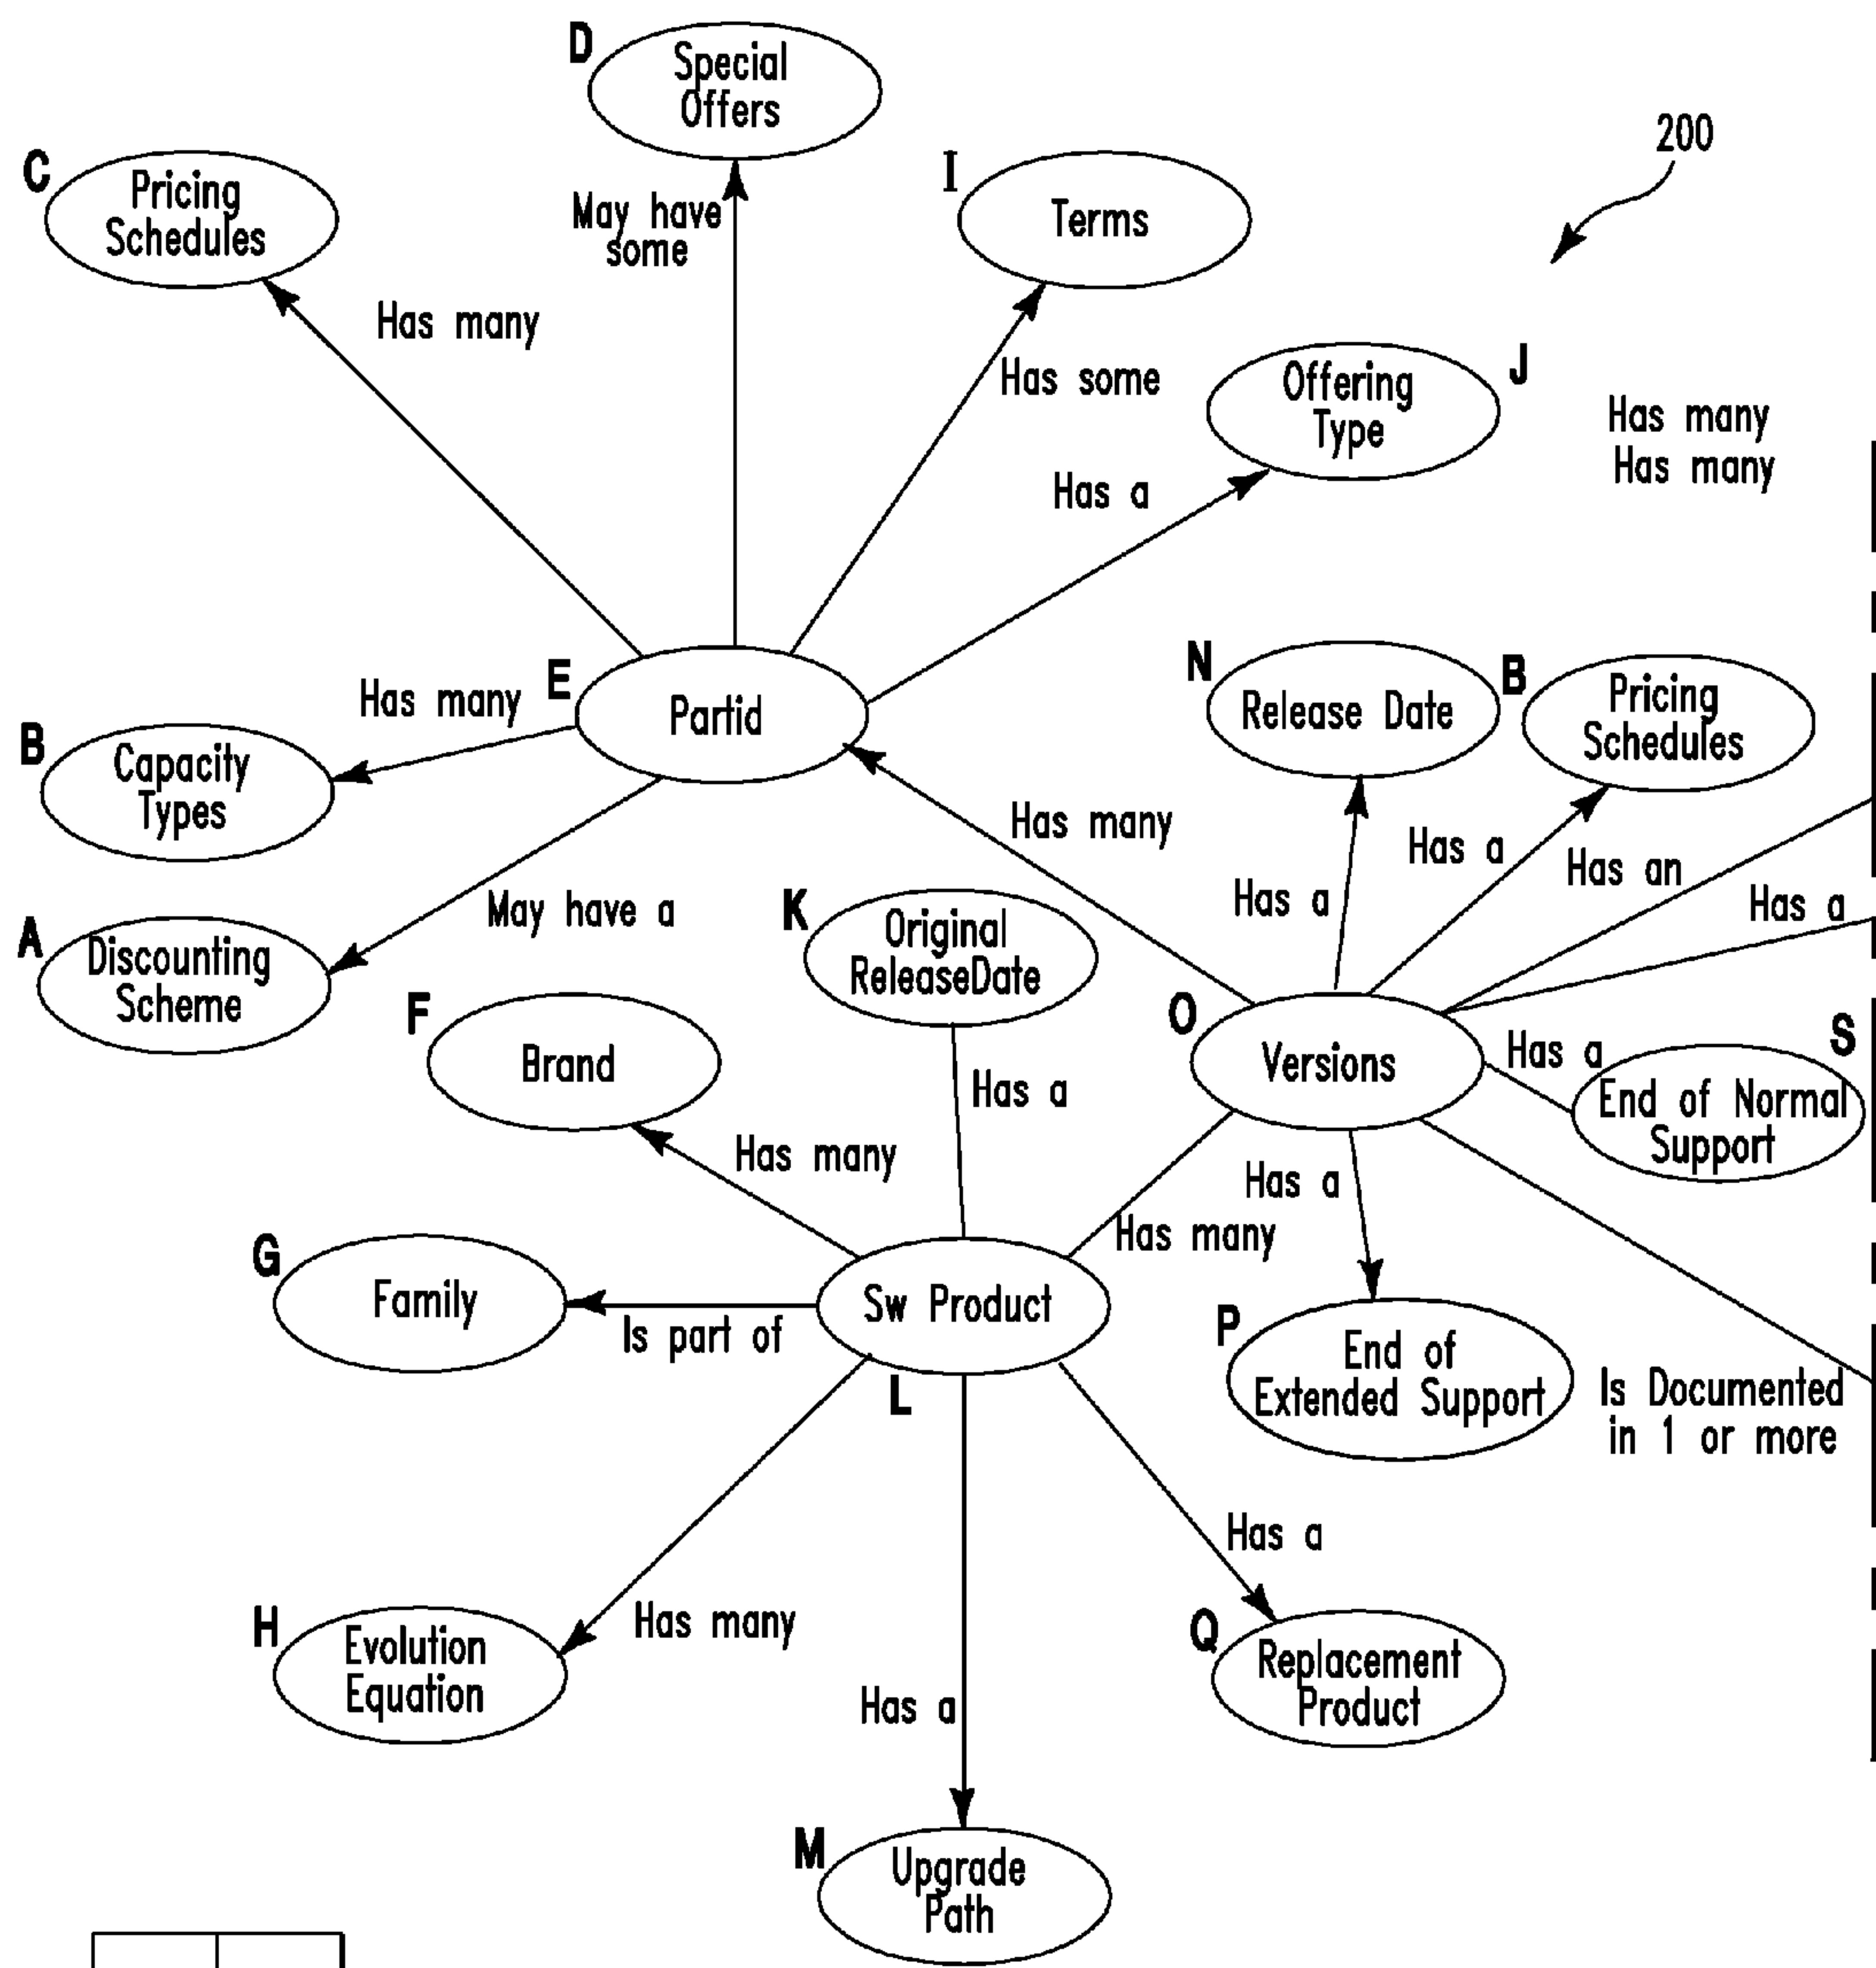 D
Special
Offers
200
C
Pricing
Schedules
I
Terms
May have
some
Has many
Has some
J
Offering
Type
Has many
Has many
Has a
N
Release Date
B
Pricing
Schedules
E
Partid
Has many
B
Capacity
Types
Has many
Has a
Has an
Has a
Has a
May have a
K
Original
ReleaseDate
A
Discounting
Scheme
F
Brand
O
Versions
Has a
S
End of Normal
Support
Has a
Has many
Has a
Has many
G
Family
Is part of
Sw Product
L
P
End of
Extended Support
Is Documented
in 1 or more
Has a
H
Evolution
Equation
Has many
Q
Replacement
Product
Has a
M
Upgrade
Path